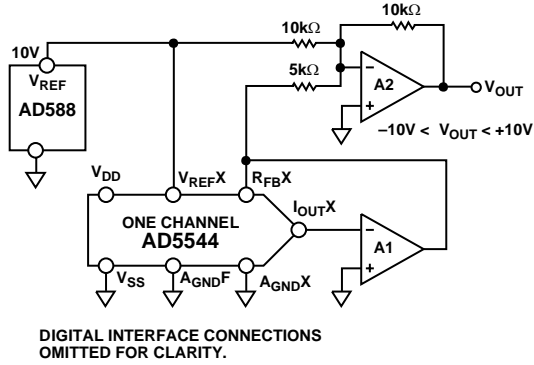 10kΩ
10kΩ
10V
VREF
AD588
5kΩ
–
+
A2
VOUT
–10V < VOUT < +10V
VDD
VREFX
RFBX
ONE CHANNEL
AD5544
IOUTX
–
+
A1
VSS
AGNDF
AGNDX
DIGITAL INTERFACE CONNECTIONS
OMITTED FOR CLARITY.